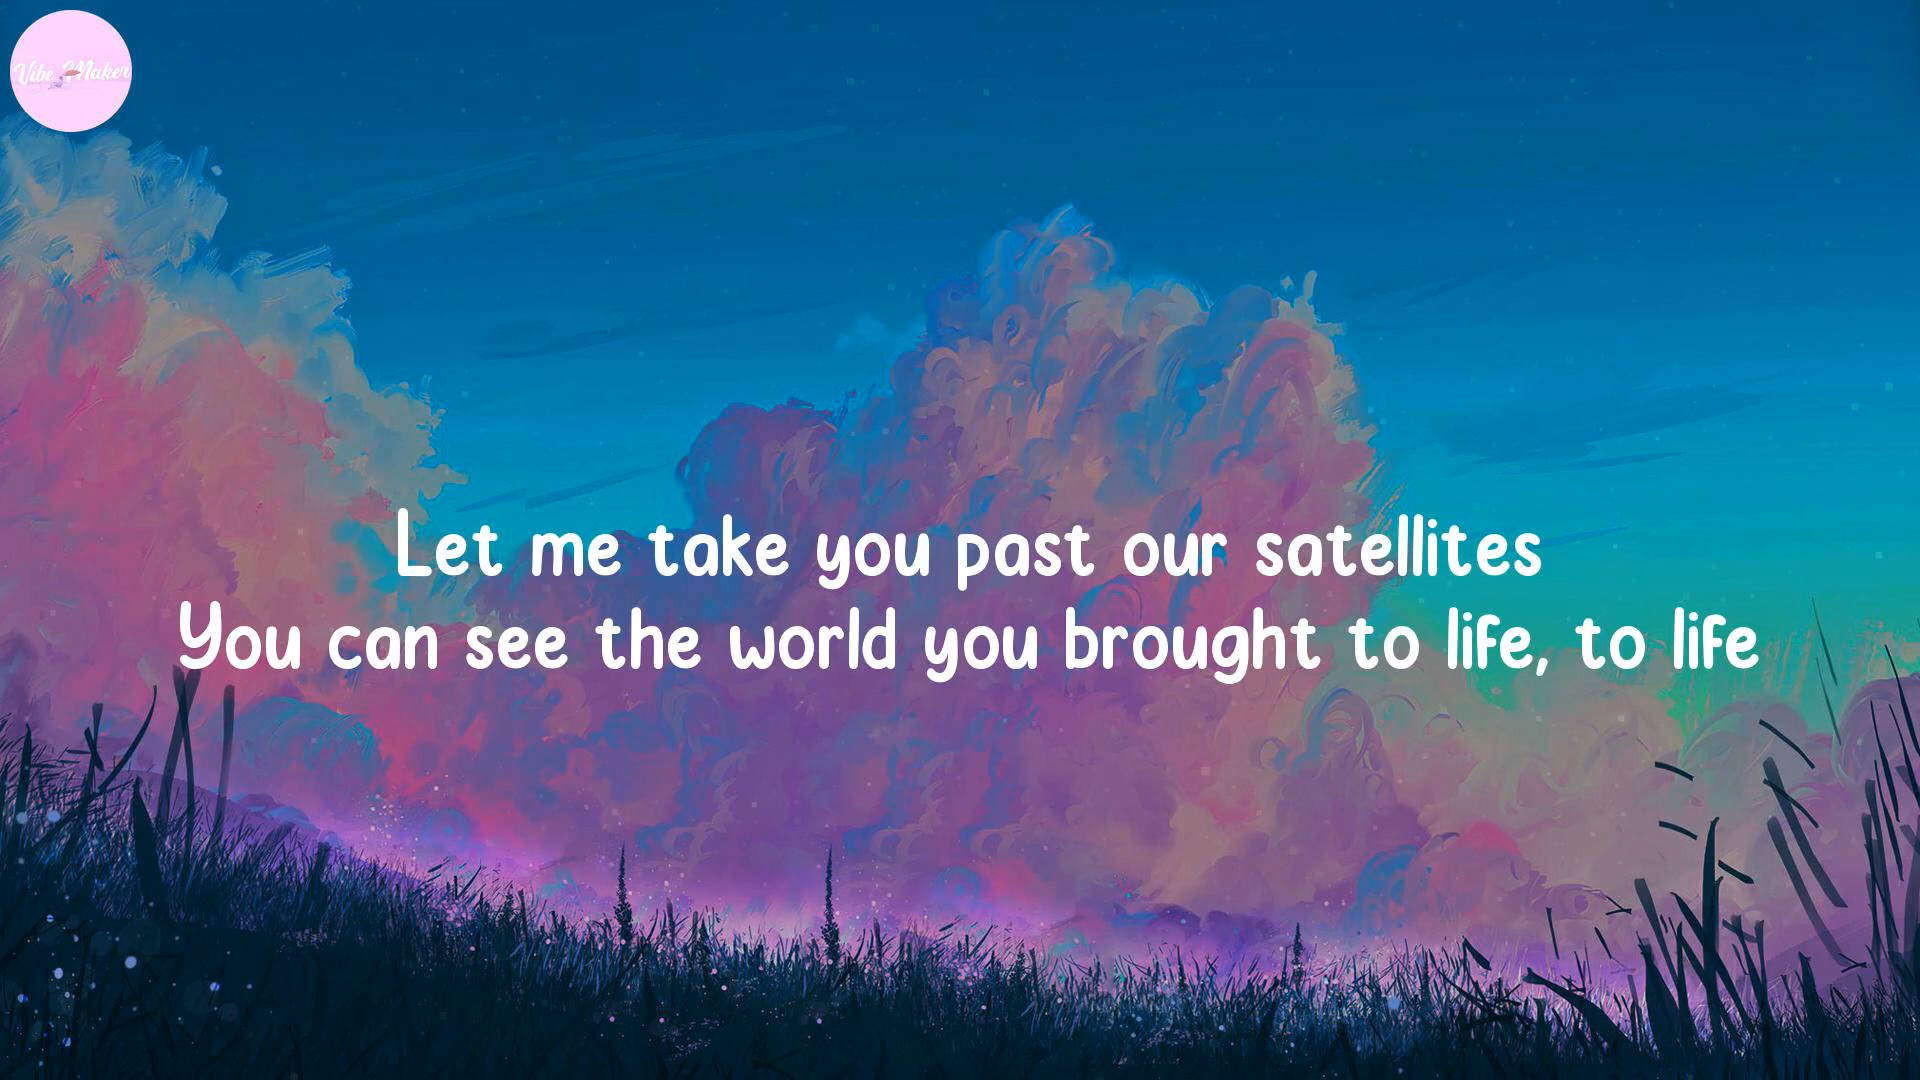 Vibe Maker
Let me take you past our satellites
You can see the world you brought to life, to life